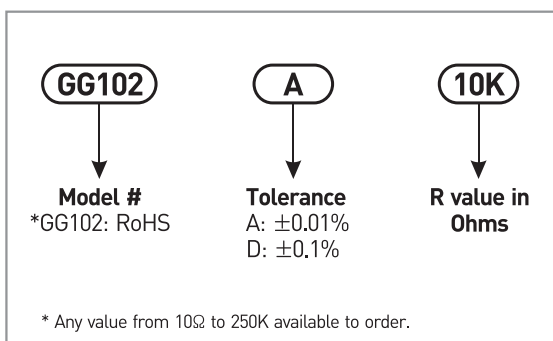 GG102 A 10K
Model # Tolerance R value in
*GG102: RoHS A: ±0.01% Ohms
D: ±0.1%
* Any value from 10Ω to 250K available to order.